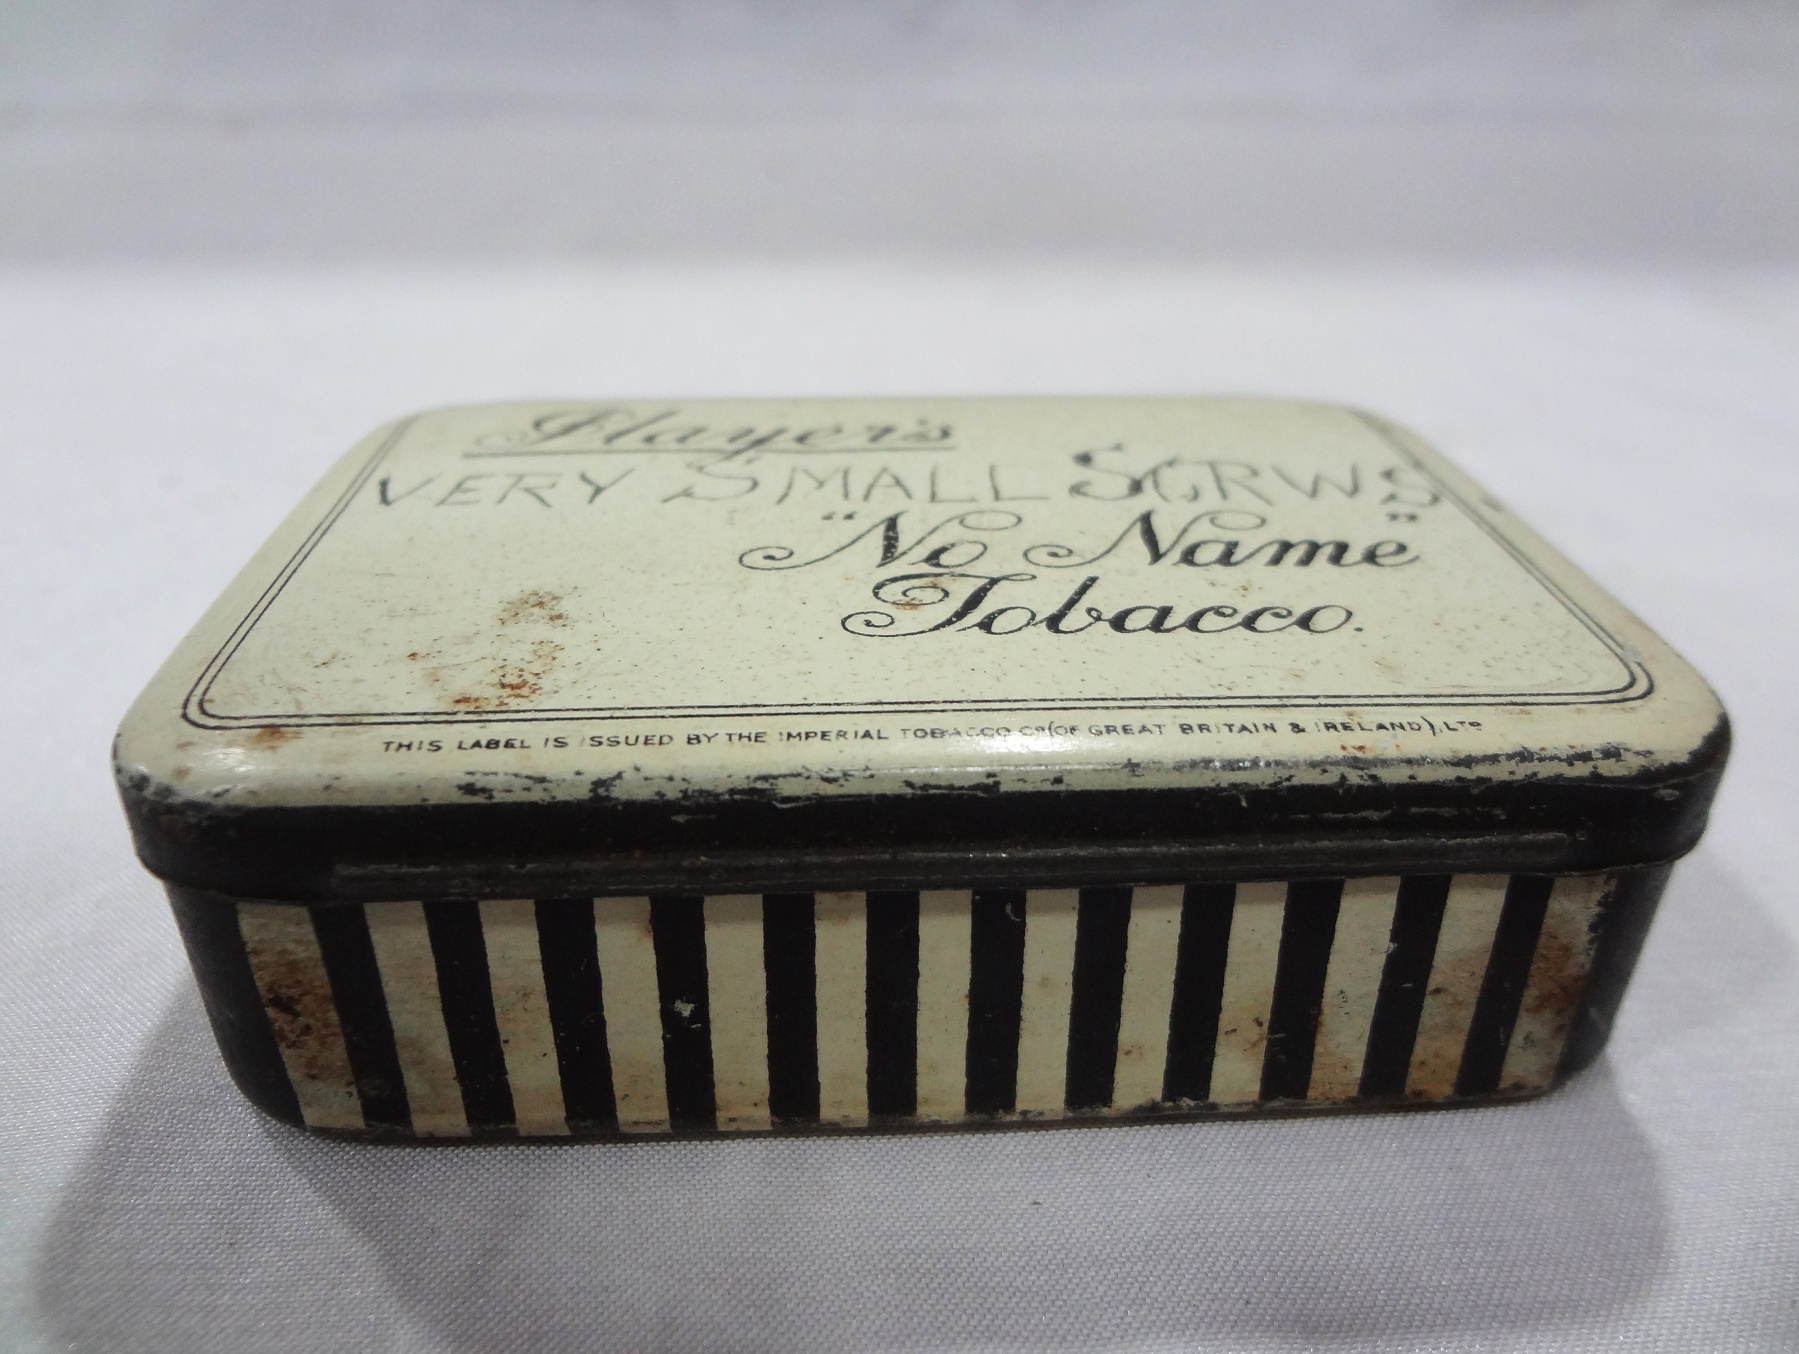 Player's
VERY SMALL SCRWS
"No Name"
Tobacco.
THIS LABEL IS ISSUED BY THE IMPERIAL TOBACCO CO (OF GREAT BRITAIN & IRELAND), LTD